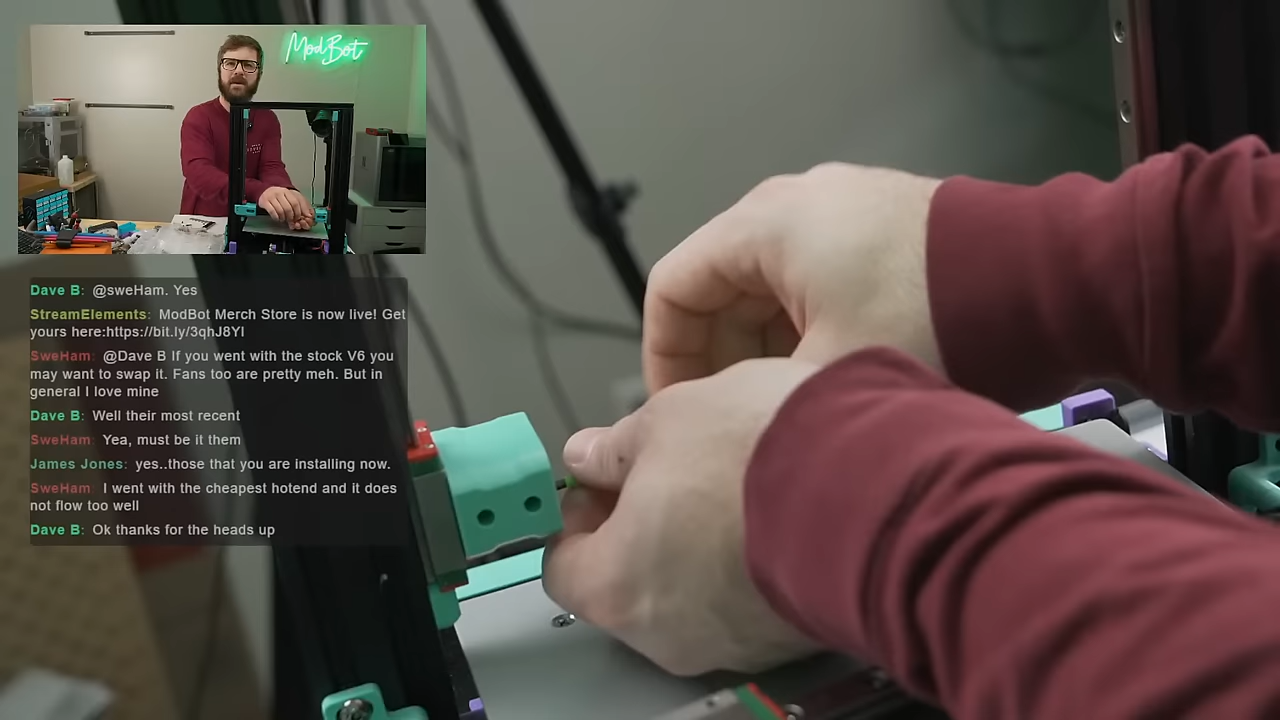 ModBot
Dave B: @sweHam. Yes
StreamElements: ModBot Merch Store is now live! Get
yours here:https://bit.ly/3qhJ8YI
SweHam: @Dave B If you went with the stock V6 you
may want to swap it. Fans too are pretty meh. But in
general I love mine
Dave B: Well their most recent
SweHam: Yea, must be it them
James Jones: yes..those that you are installing now.
SweHam: I went with the cheapest hotend and it does
not flow too well
Dave B: Ok thanks for the heads up